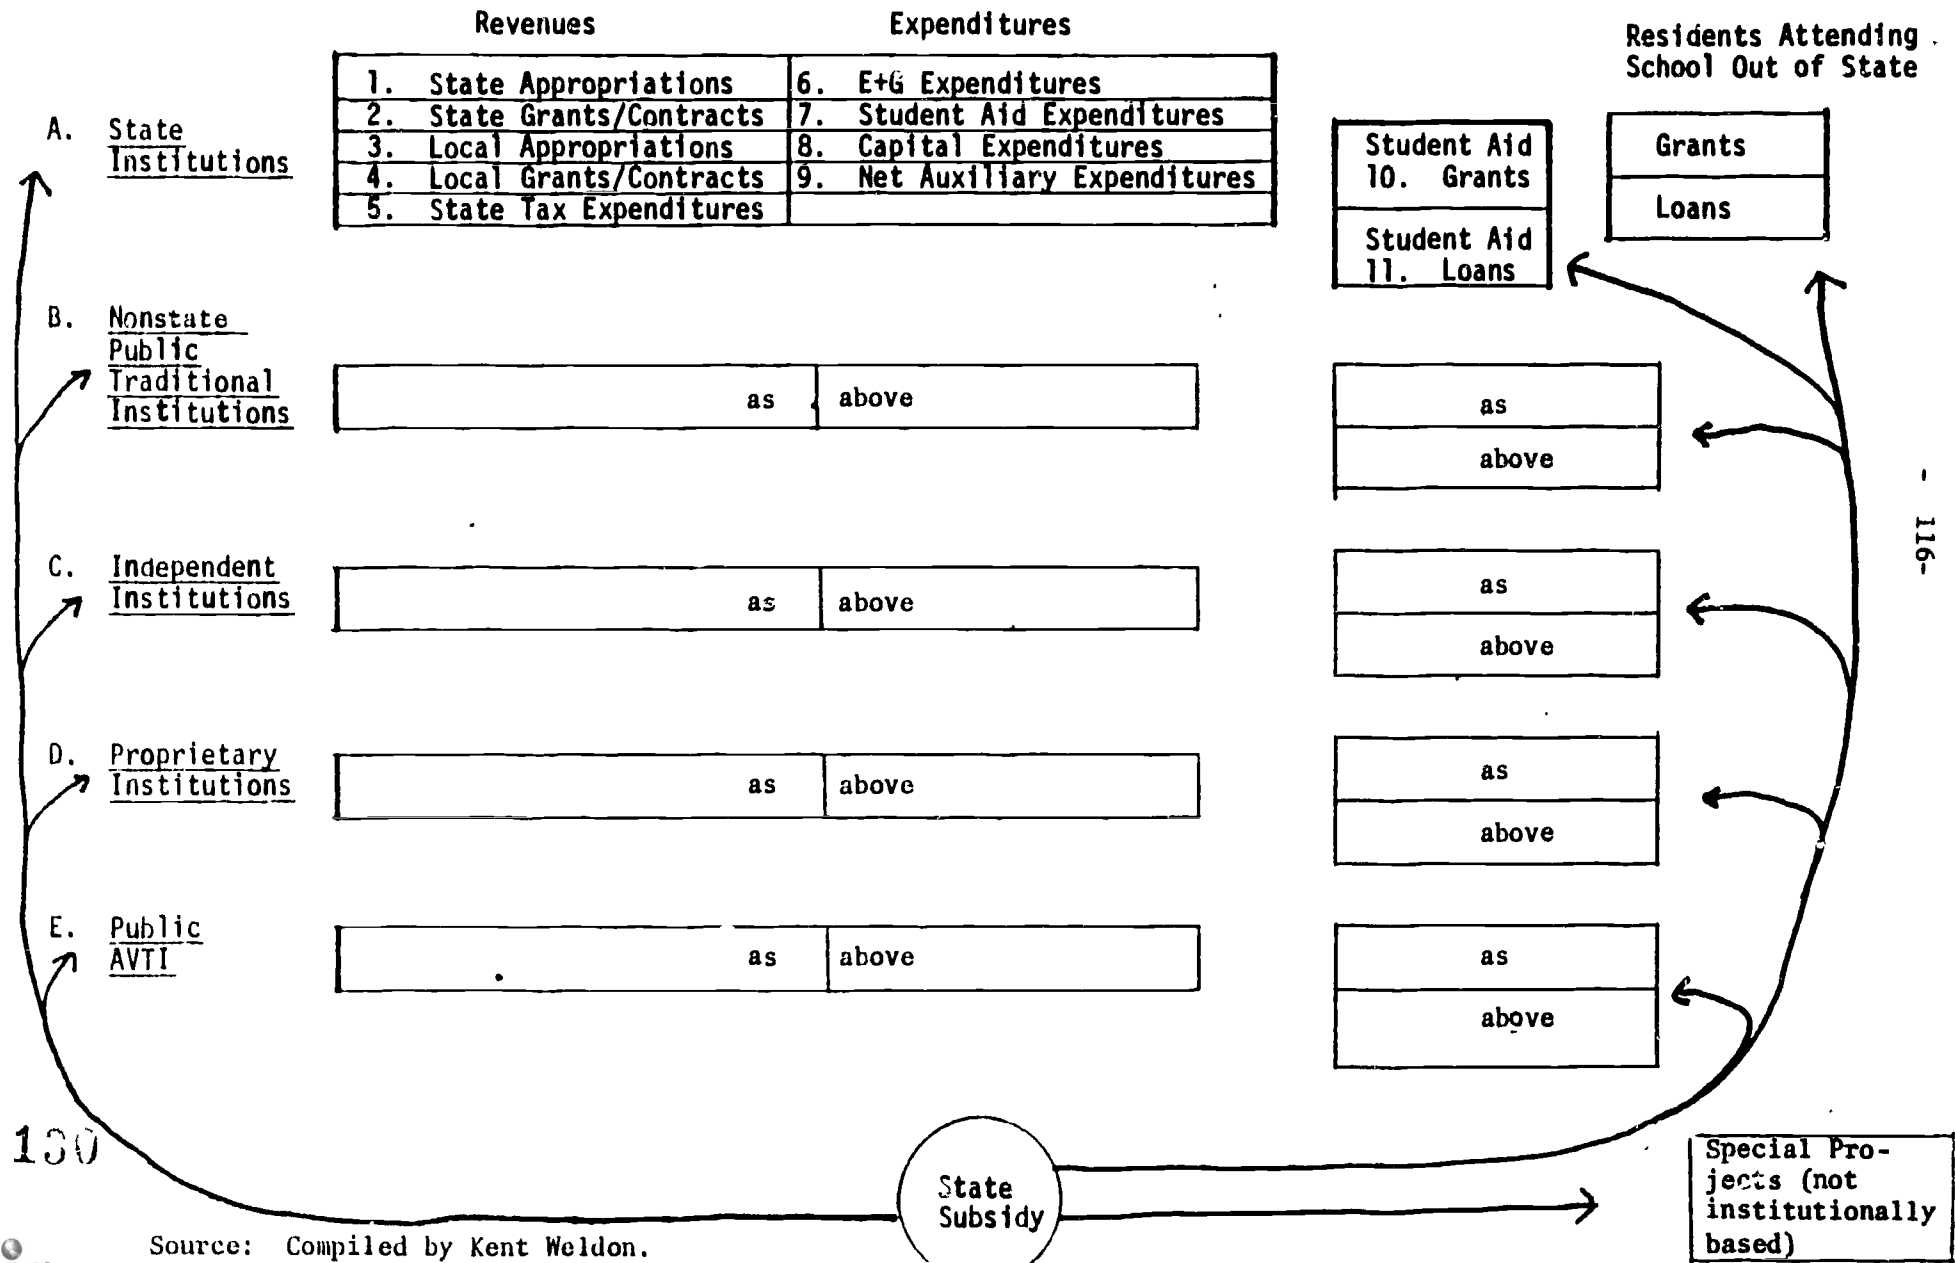 Revenues
Expenditures
Residents Attending
School Out of State
A. State
Institutions
1. State Appropriations
6. E+G Expenditures
2. State Grants/Contracts
7. Student Aid Expenditures
3. Local Appropriations
8. Capital Expenditures
4. Local Grants/Contracts
9. Net Auxiliary Expenditures
5. State Tax Expenditures
Student Aid
10. Grants
Student Aid
11. Loans
Grants
Loans
B. Nonstate
Public
Traditional
Institutions
as above
as
above
- 116-
C. Independent
Institutions
as above
as
above
D. Proprietary
Institutions
as above
as
above
E. Public
AVTI
as above
as
above
130
State
Subsidy
Special Pro-
jects (not
institutionally
based)
Source: Compiled by Kent Weldon.